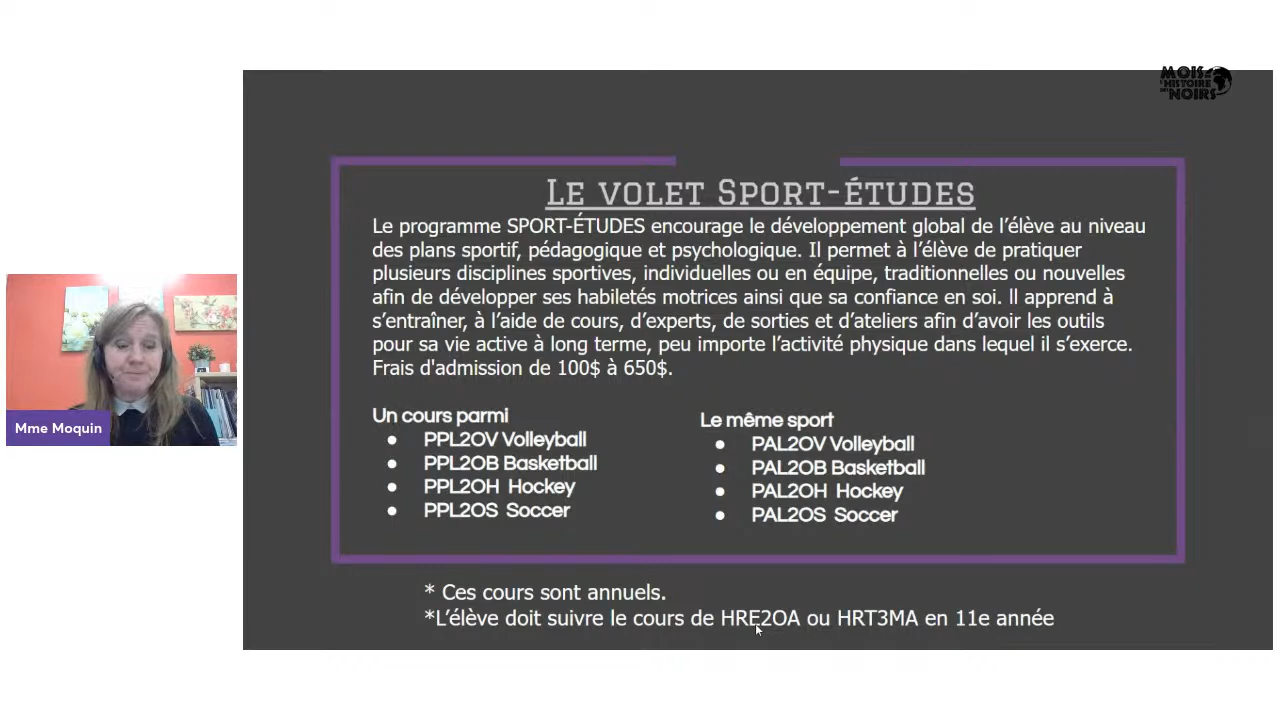 MOIS DE
L'HISTOIRE
DES NOIRS
Le volet Sport-études
Le programme SPORT-ÉTUDES encourage le développement global de l’élève au niveau
des plans sportif, pédagogique et psychologique. Il permet à l’élève de pratiquer
plusieurs disciplines sportives, individuelles ou en équipe, traditionnelles ou nouvelles
afin de développer ses habiletés motrices ainsi que sa confiance en soi. Il apprend à
s’entraîner, à l’aide de cours, d’experts, de sorties et d’ateliers afin d’avoir les outils
pour sa vie active à long terme, peu importe l’activité physique dans lequel il s’exerce.
Frais d'admission de 100$ à 650$.
Un cours parmi
● PPL2OV Volleyball
● PPL2OB Basketball
● PPL2OH Hockey
● PPL2OS Soccer
Le même sport
● PAL2OV Volleyball
● PAL2OB Basketball
● PAL2OH Hockey
● PAL2OS Soccer
* Ces cours sont annuels.
*L’élève doit suivre le cours de HRE2OA ou HRT3MA en 11e année
Mme Moquin